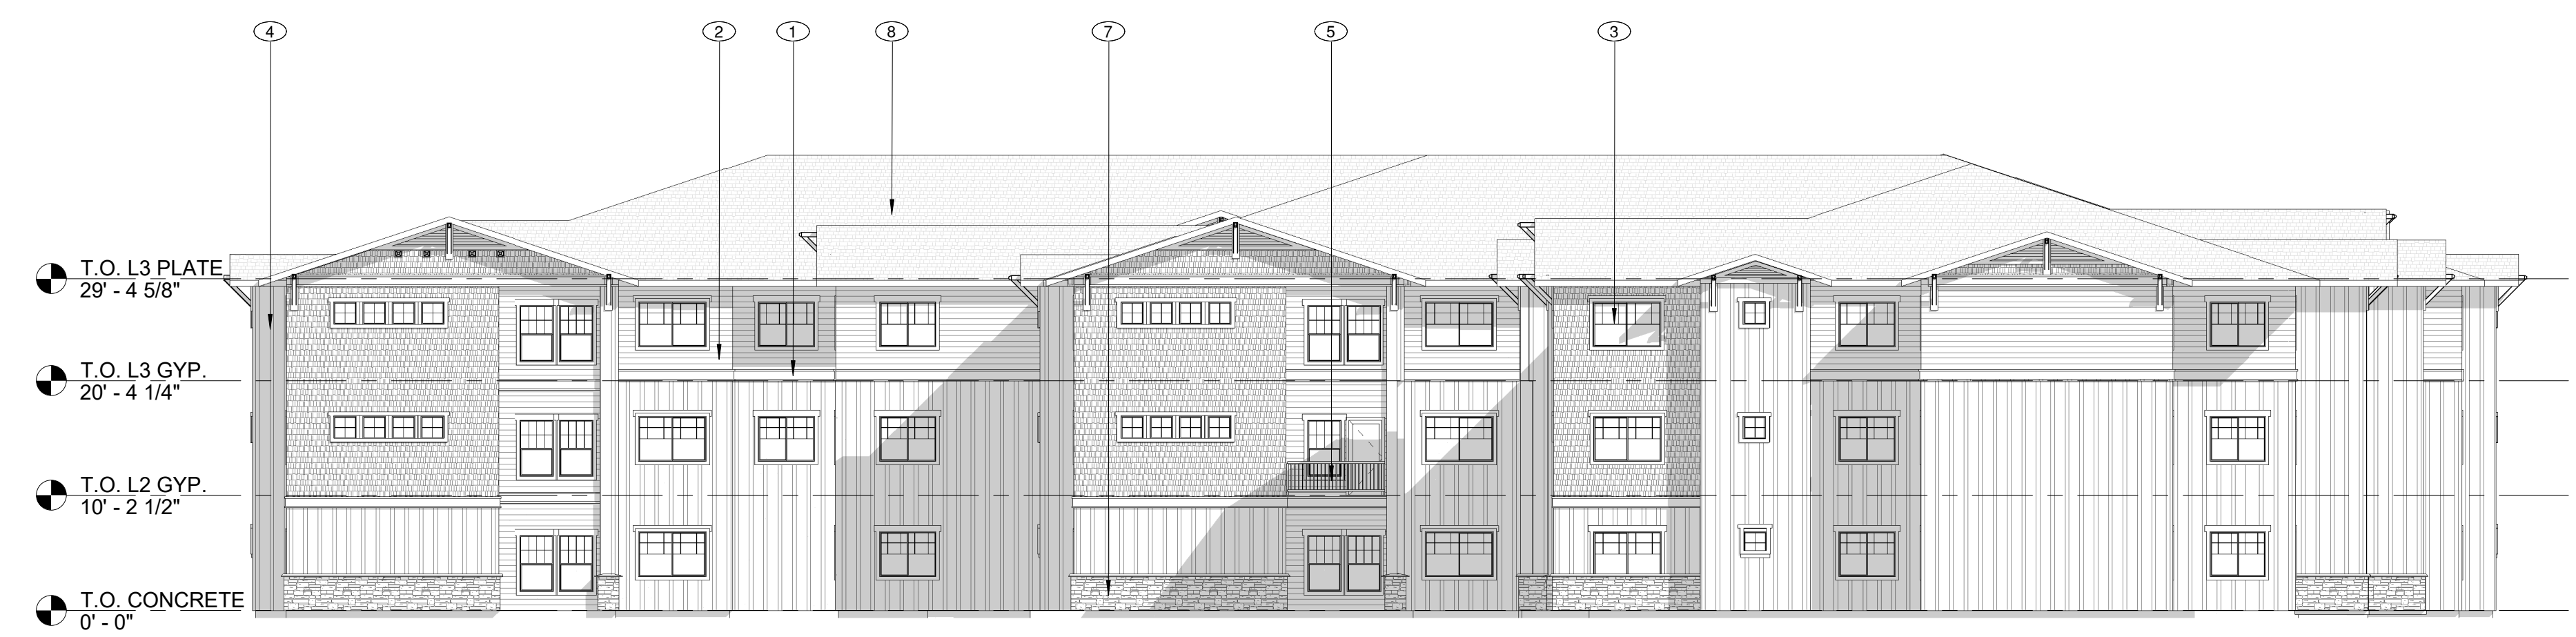 4 2 1 8 7 5 3
T.O. L3 PLATE
29' - 4 5/8"
T.O. L3 GYP.
20' - 4 1/4"
T.O. L2 GYP.
10' - 2 1/2"
T.O. CONCRETE
0' - 0"